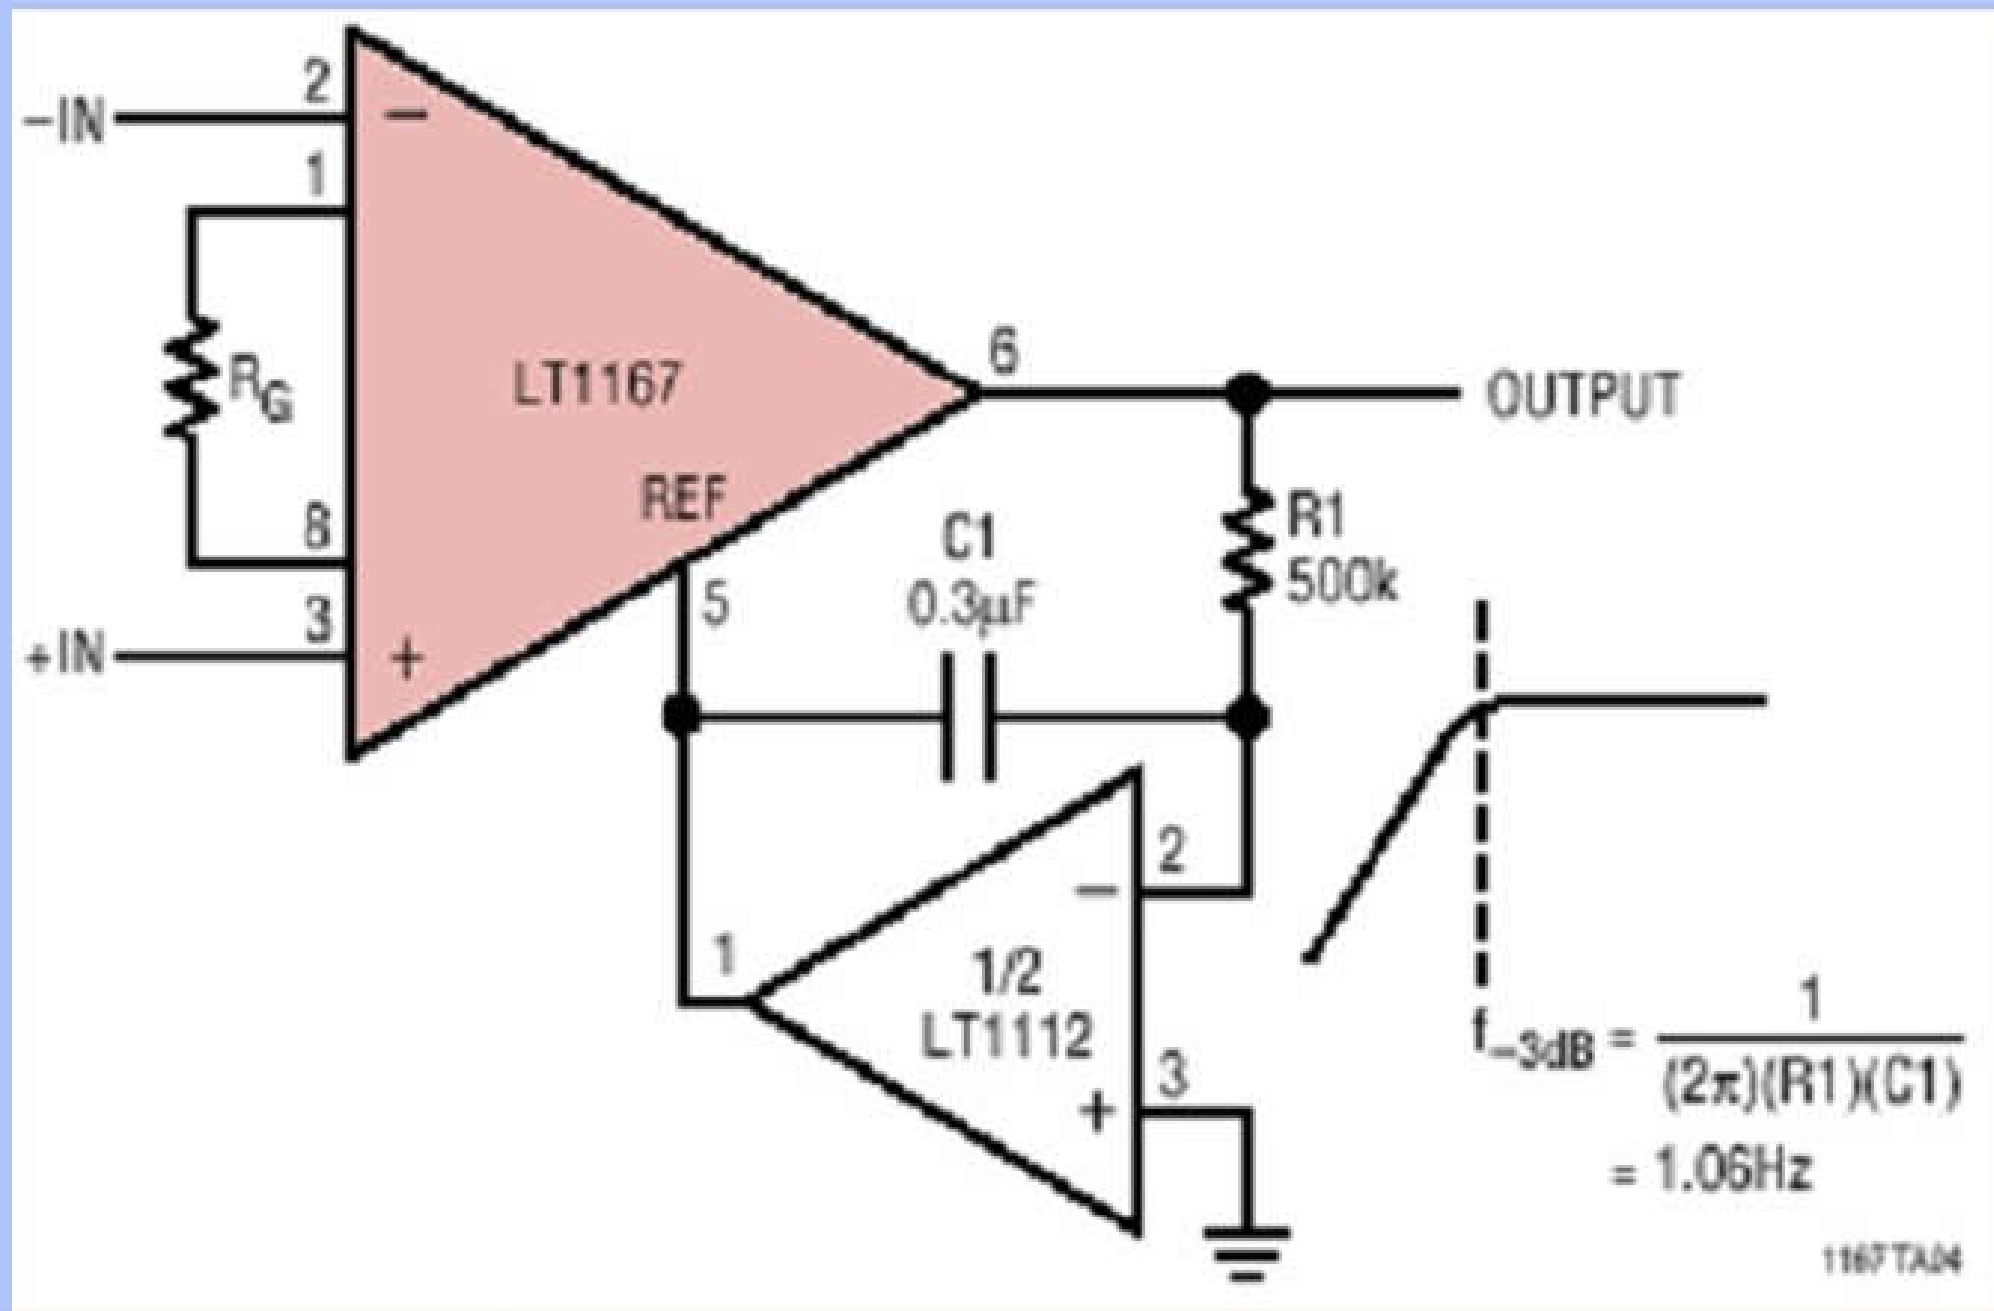 −IN
2
−
1
RG
LT1167
6
OUTPUT
REF
8
3
+IN
+
5
C1
0.3µF
R1
500k
2
−
1
1/2
LT1112
3
+
f−3dB = 1
(2π)(R1)(C1)
= 1.06Hz
1167 TA04